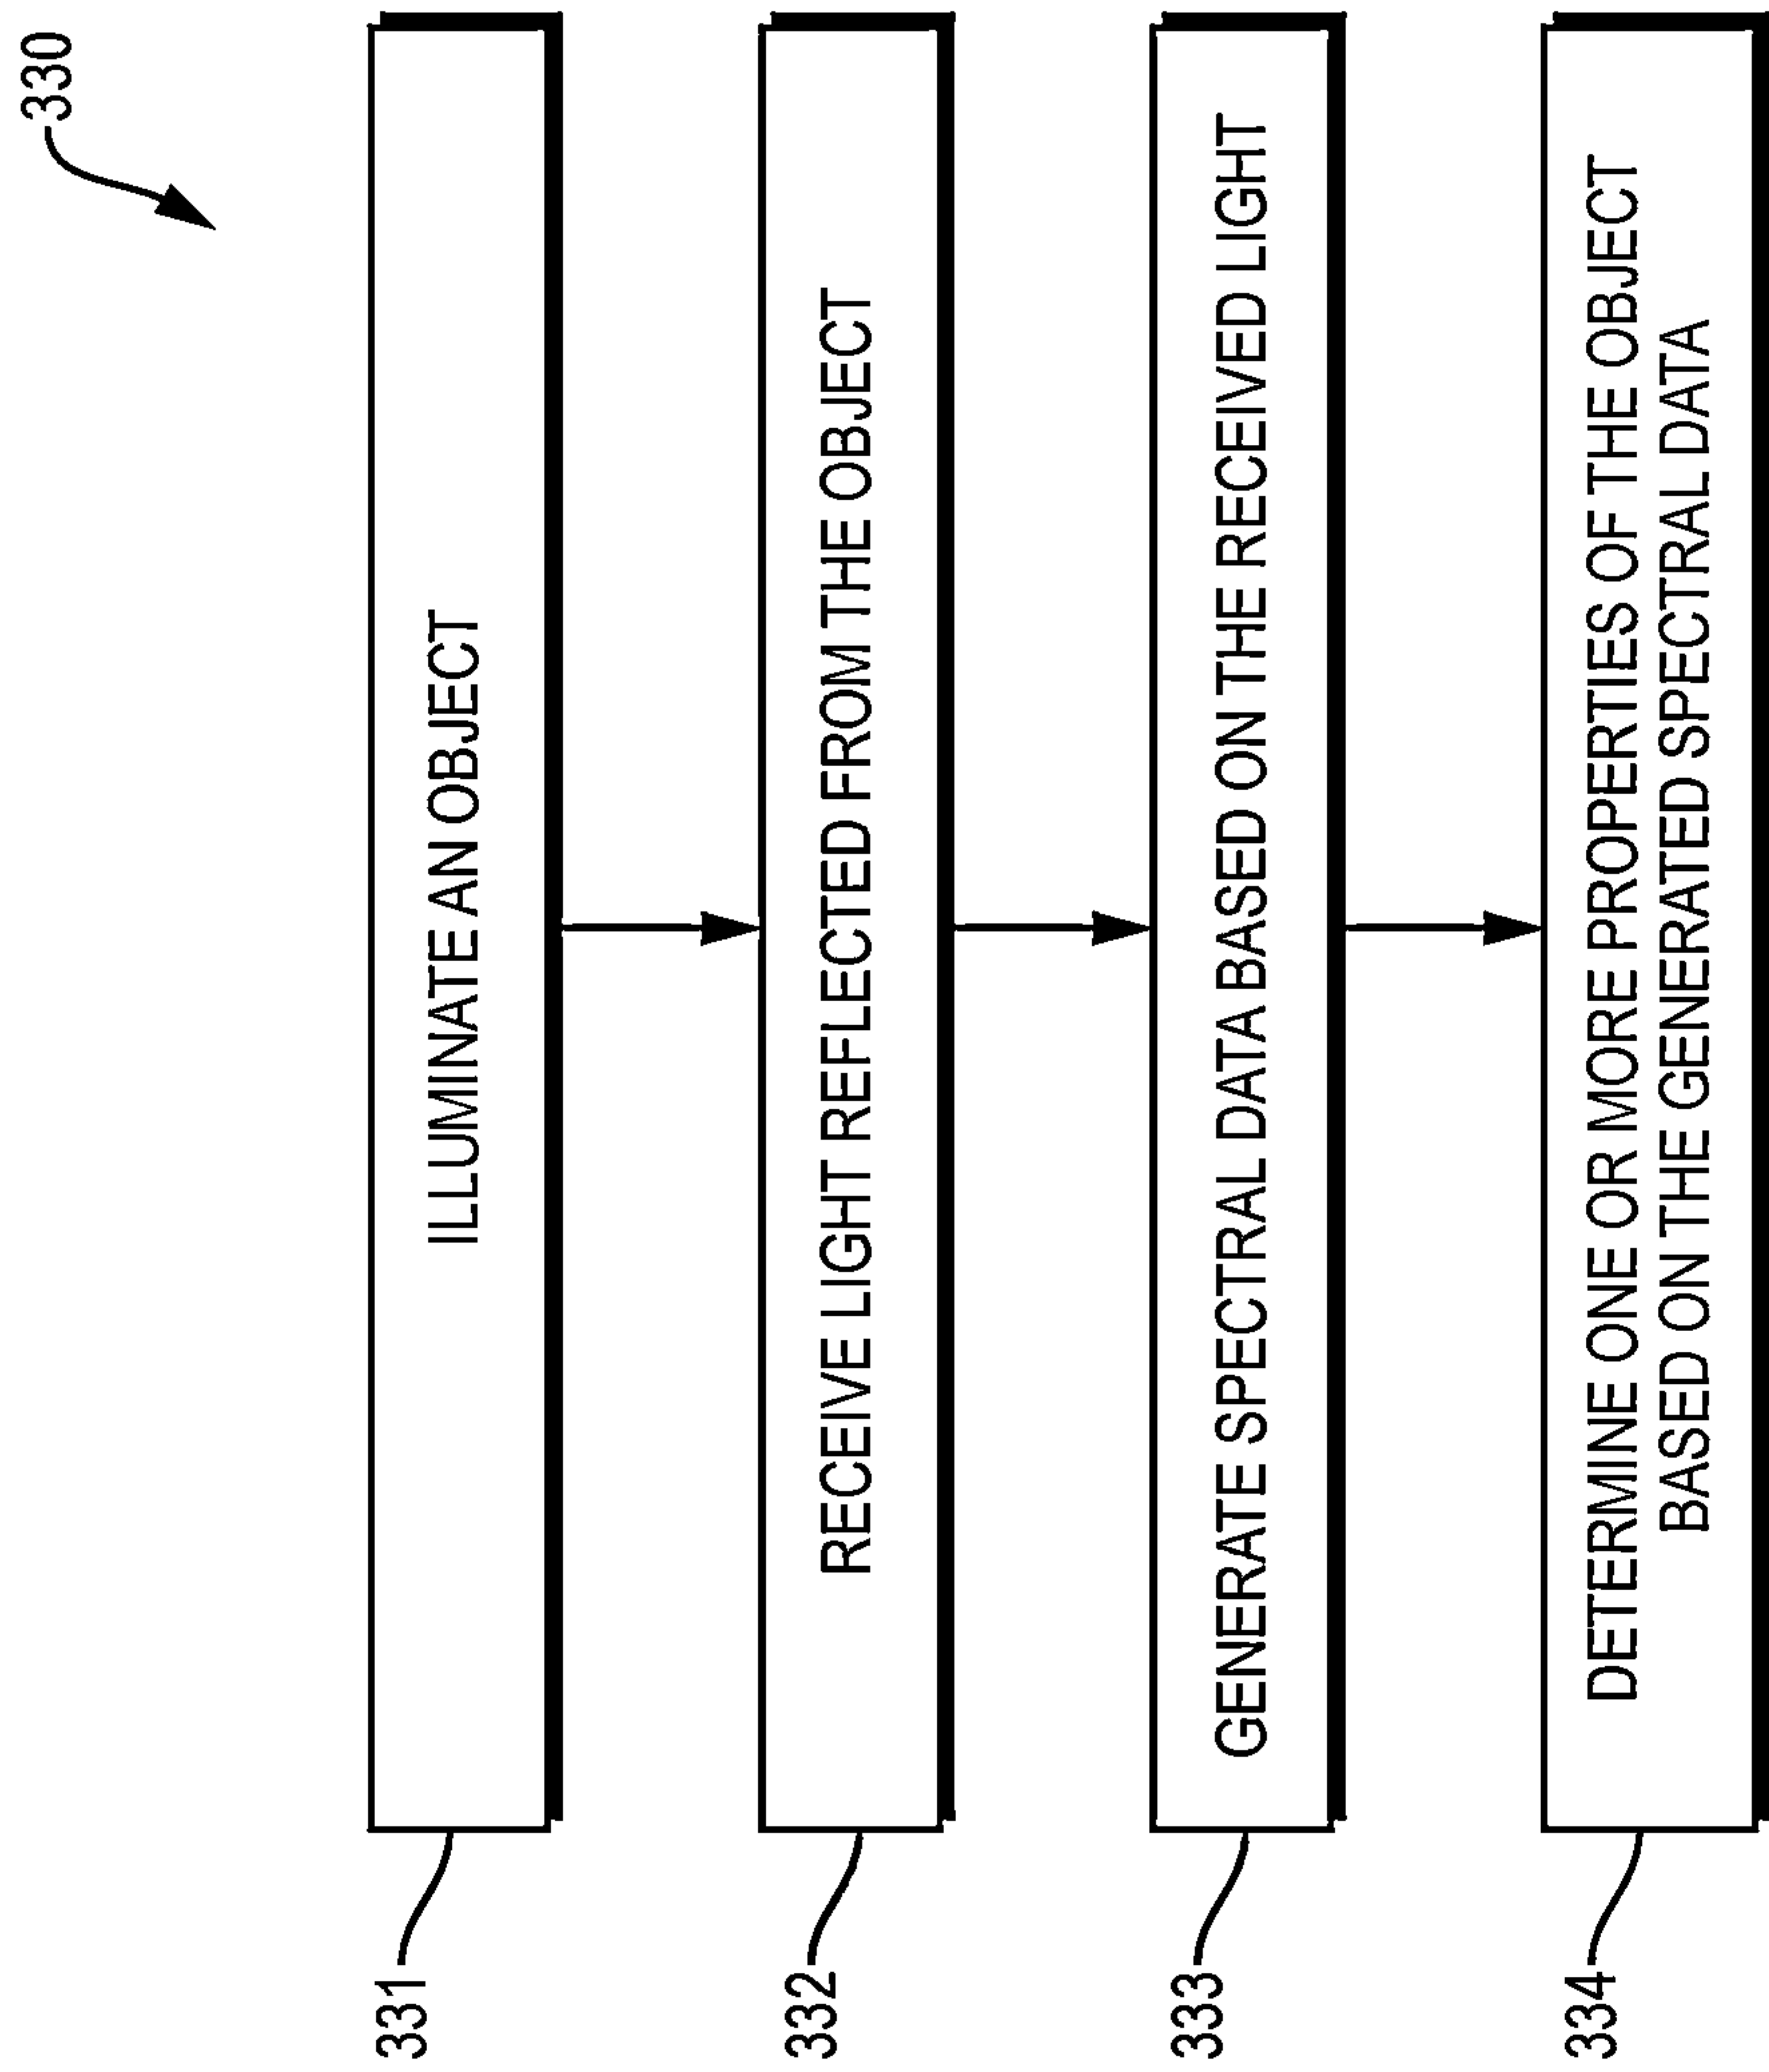 330
331
ILLUMINATE AN OBJECT
332
RECEIVE LIGHT REFLECTED FROM THE OBJECT
333
GENERATE SPECTRAL DATA BASED ON THE RECEIVED LIGHT
334
DETERMINE ONE OR MORE PROPERTIES OF THE OBJECT
BASED ON THE GENERATED SPECTRAL DATA